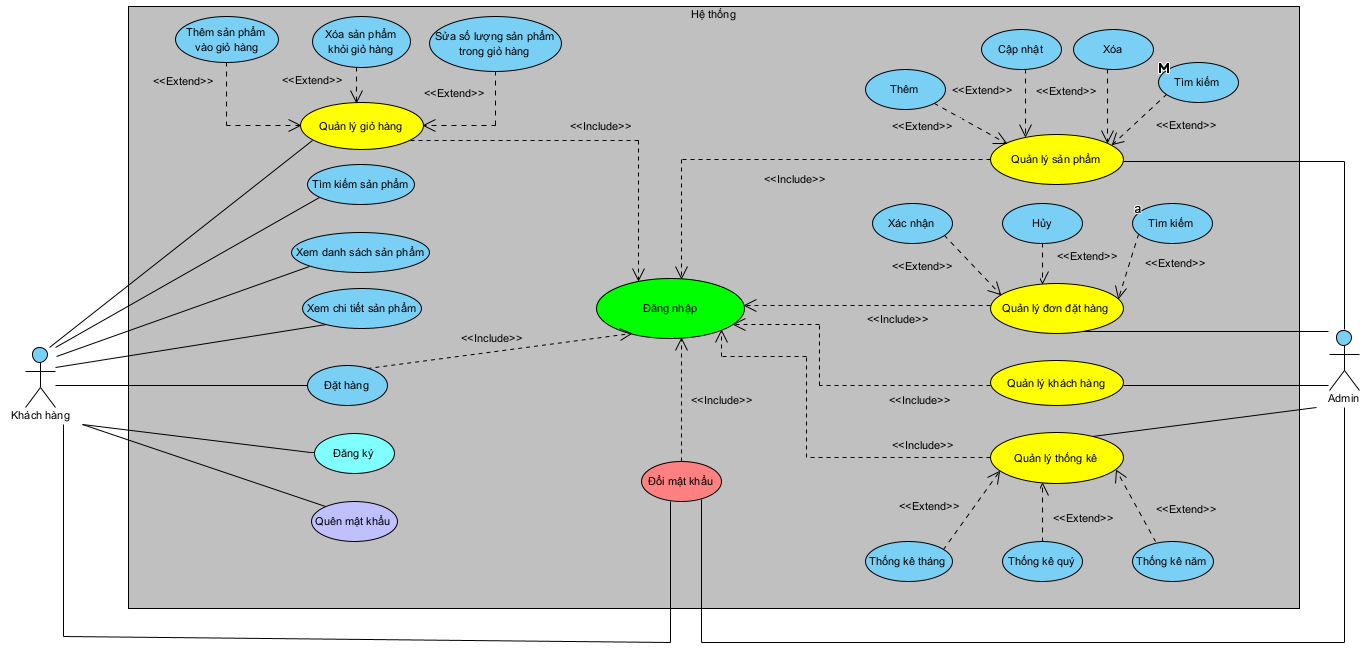 Hệ thống
Thêm sản phẩm
vào giỏ hàng
Xóa sản phẩm
khỏi giỏ hàng
Sửa số lượng sản phẩm
trong giỏ hàng
<<Extend>>
<<Extend>>
<<Extend>>
Quản lý giỏ hàng
<<Include>>
Tìm kiếm sản phẩm
Xem danh sách sản phẩm
Xem chi tiết sản phẩm
<<Include>>
Đặt hàng
Khách hàng
Đăng ký
Quên mật khẩu
Đăng nhập
<<Include>>
Đổi mật khẩu
Cập nhật
Xóa
M
Tìm kiếm
Thêm
<<Extend>>
<<Extend>>
<<Extend>>
<<Extend>>
Quản lý sản phẩm
<<Include>>
a
Xác nhận
Hủy
Tìm kiếm
<<Extend>>
<<Extend>>
<<Extend>>
Quản lý đơn đặt hàng
<<Include>>
Quản lý khách hàng
<<Include>>
Admin
<<Include>>
Quản lý thống kê
<<Extend>>
<<Extend>>
<<Extend>>
Thống kê tháng
Thống kê quý
Thống kê năm